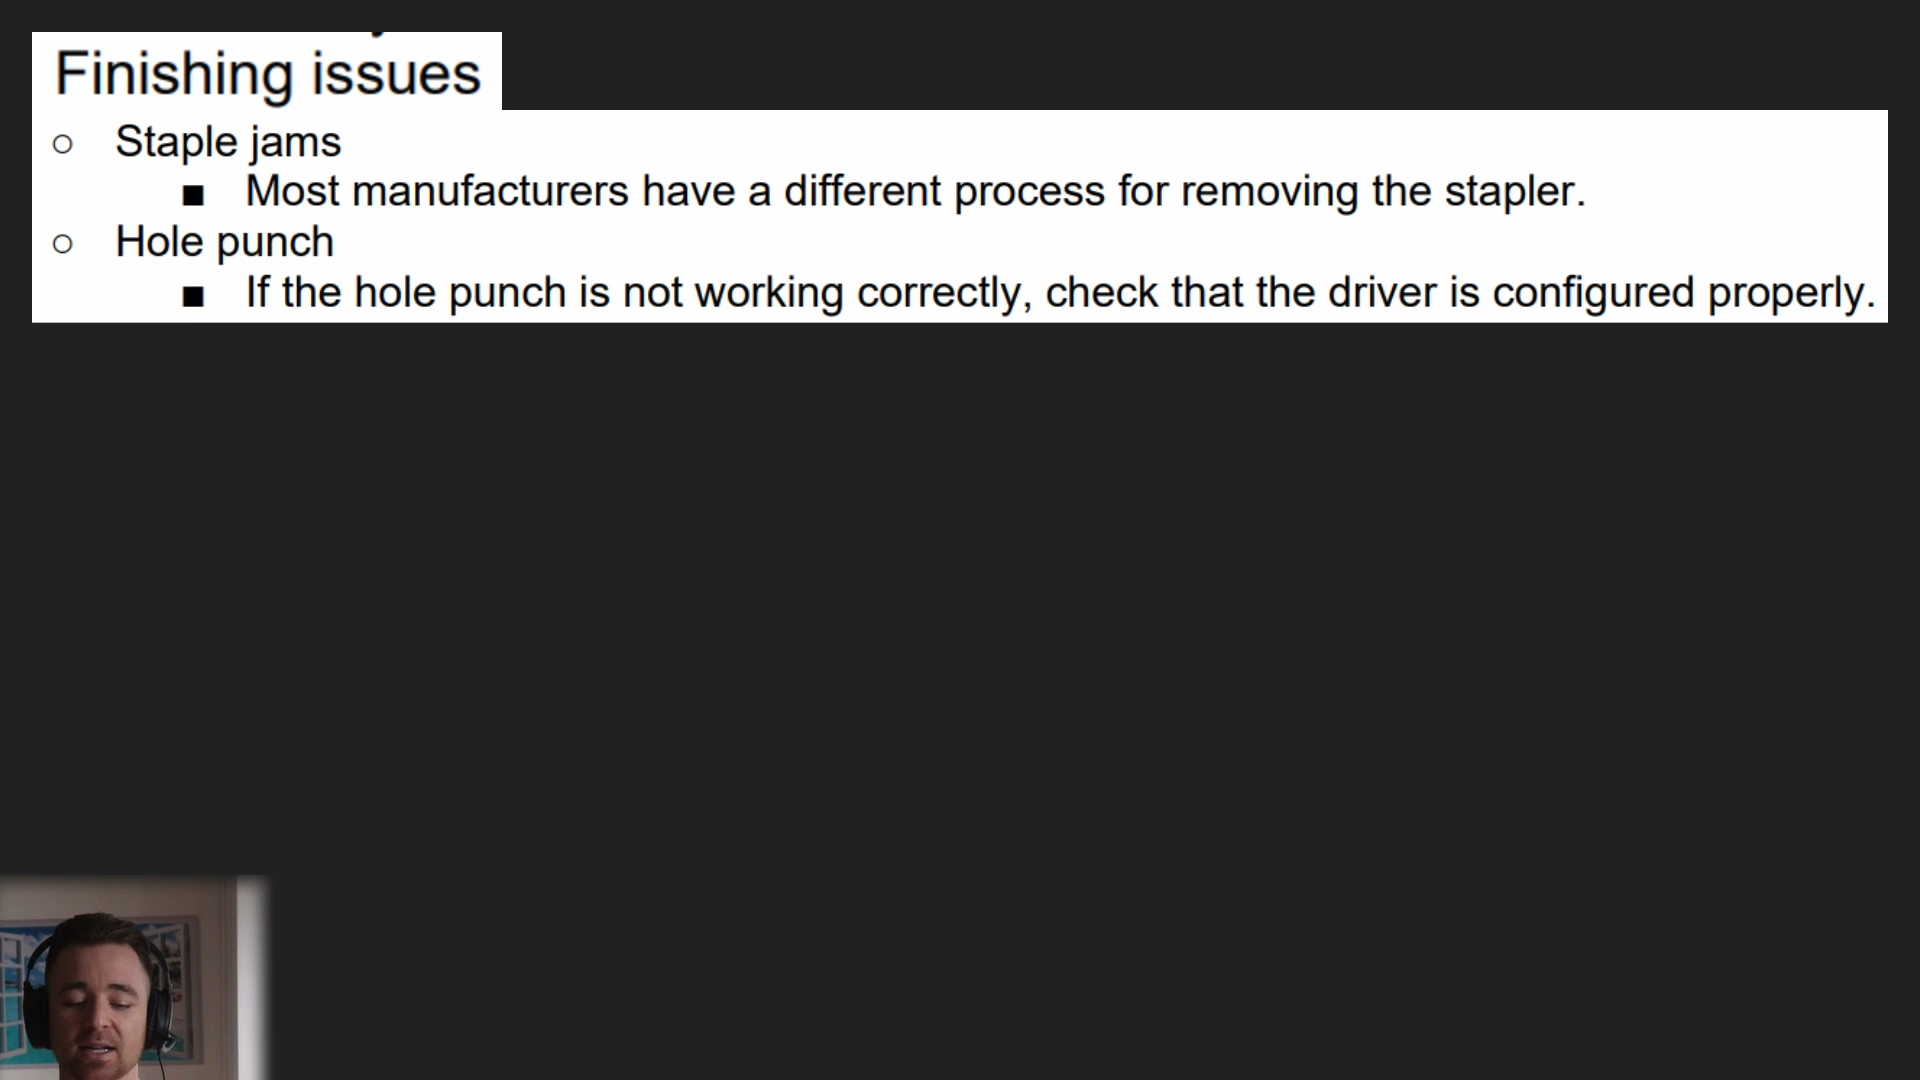 Finishing issues
○ Staple jams
■ Most manufacturers have a different process for removing the stapler.
○ Hole punch
■ If the hole punch is not working correctly, check that the driver is configured properly.